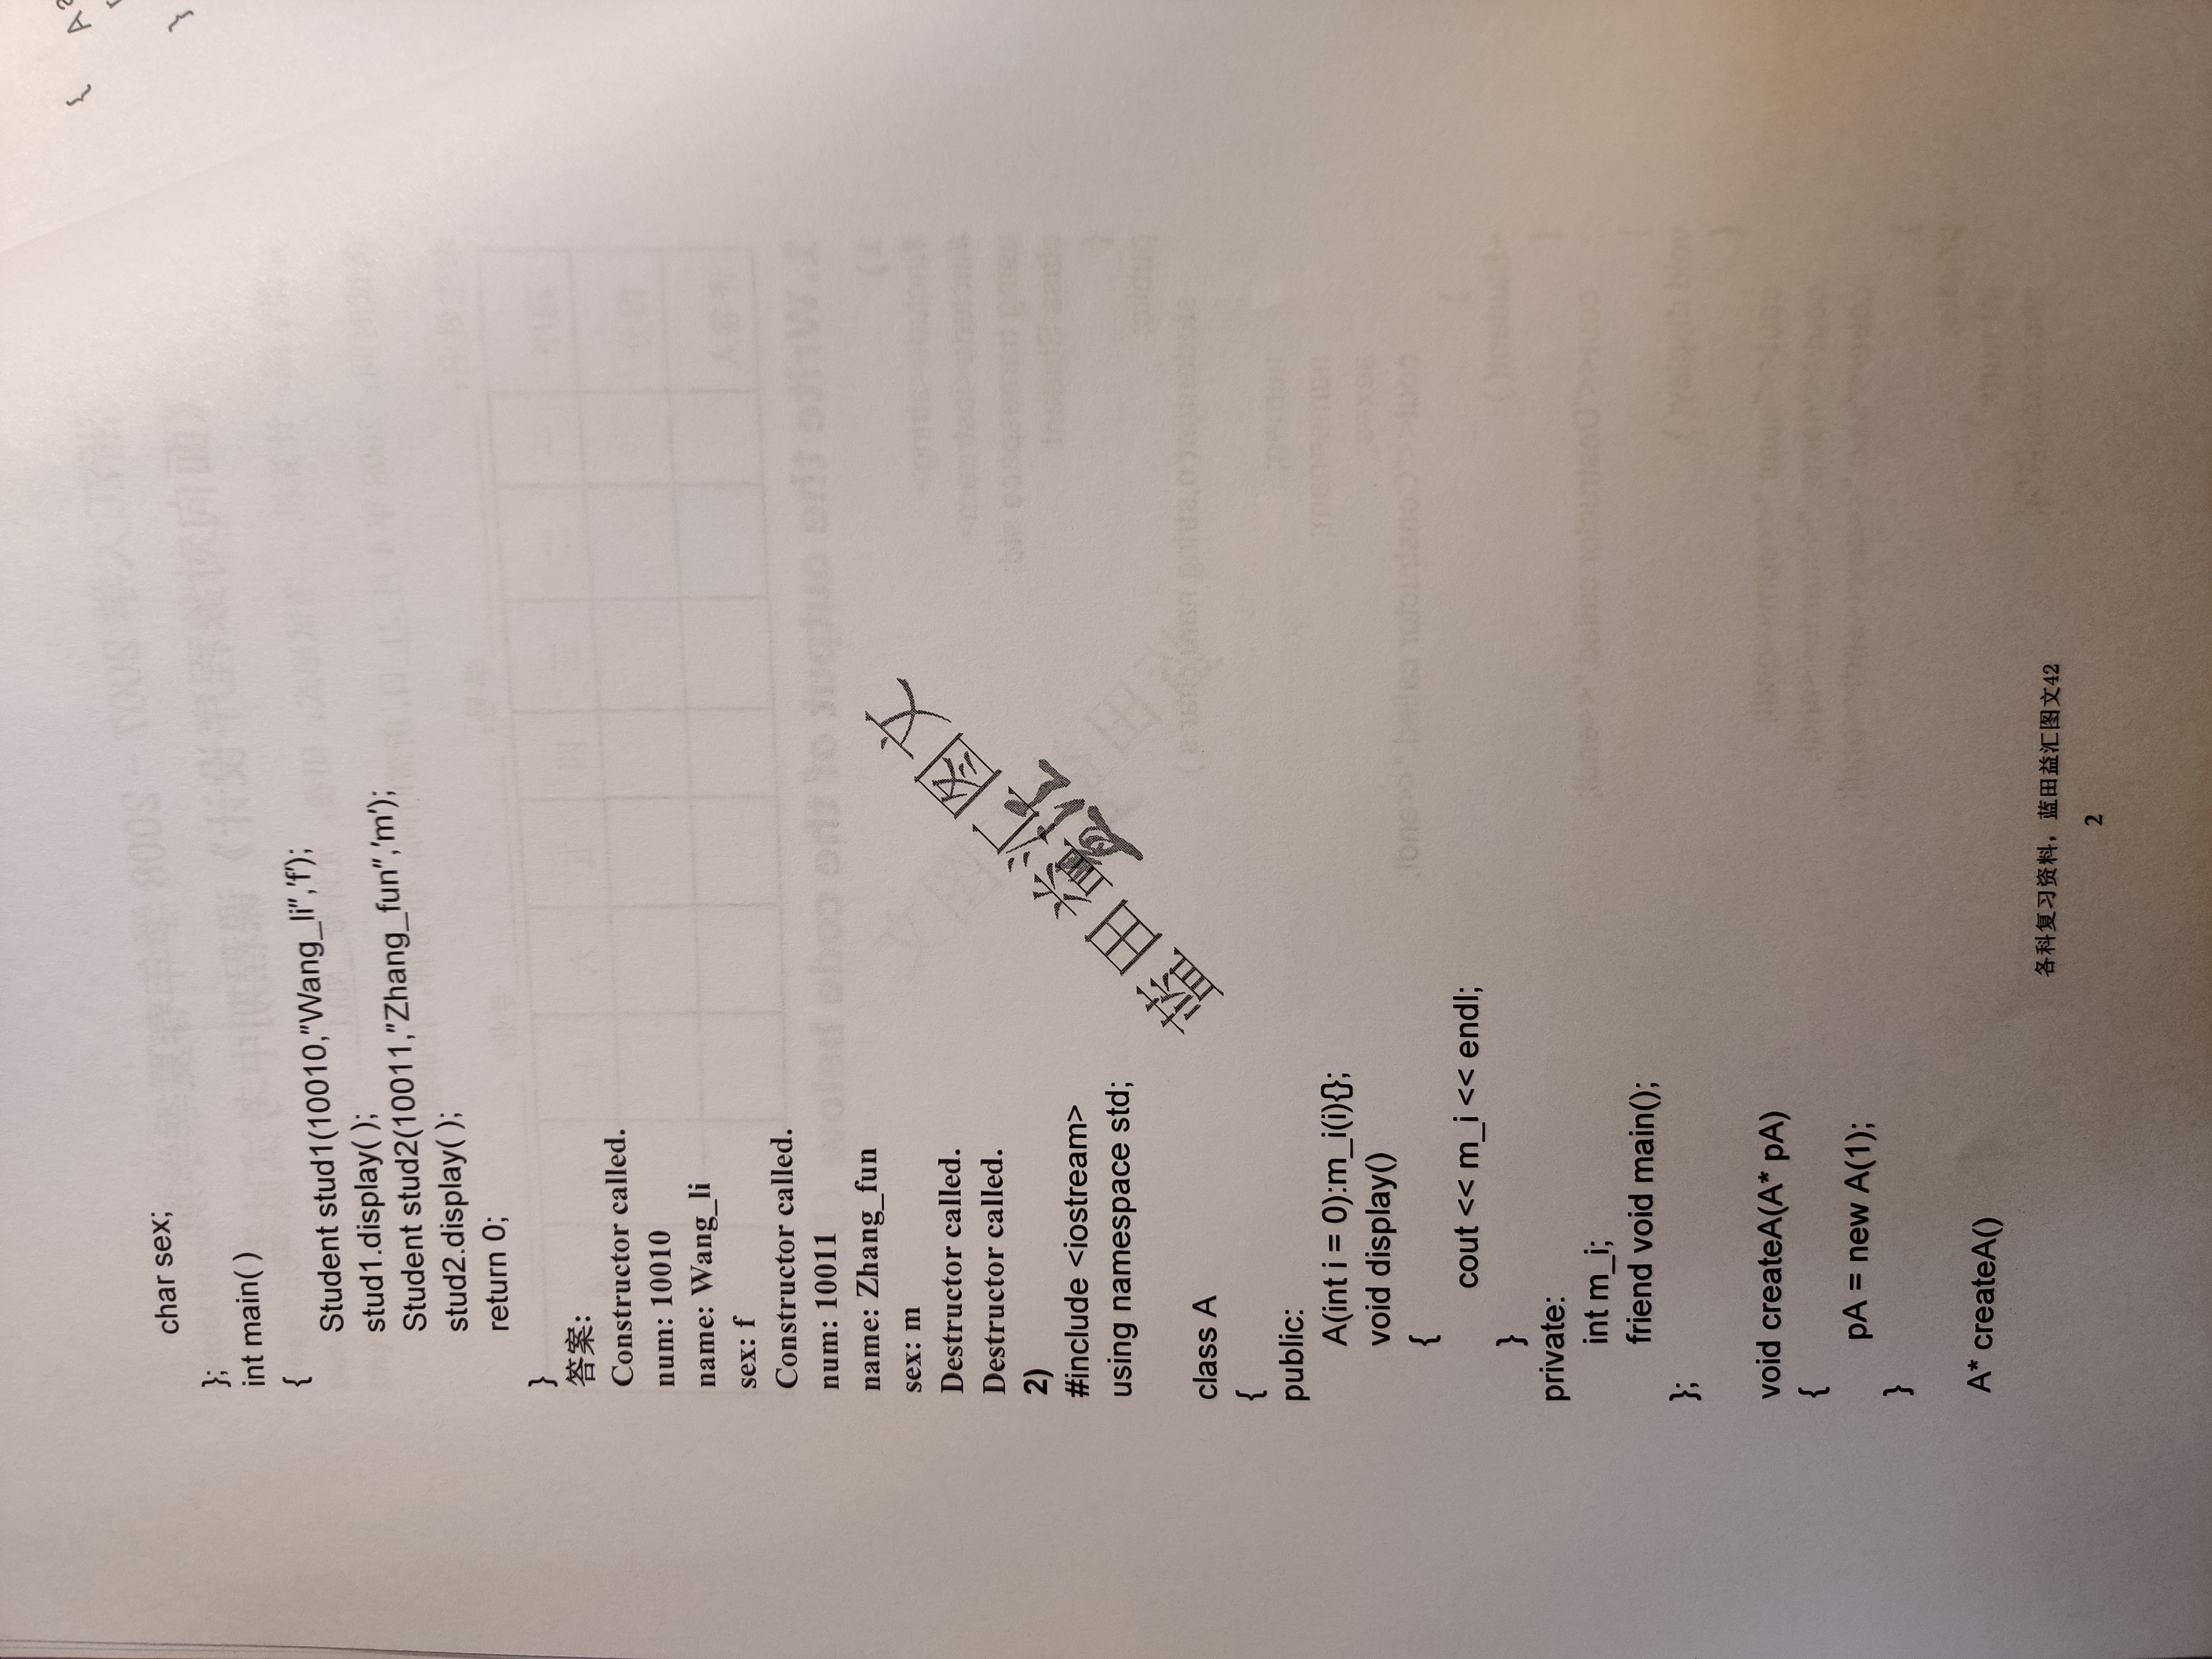 char sex;
};
int main( )
{
Student stud1(10010,"Wang_li",'f');
stud1.display( );
Student stud2(10011,"Zhang_fun",'m');
stud2.display( );
return 0;
}
答案：
Constructor called.
num: 10010
name: Wang_li
sex: f
Constructor called.
num: 10011
name: Zhang_fun
sex: m
Destructor called.
Destructor called.
2)
#include <iostream>
using namespace std;
class A
{
public:
A(int i = 0):m_i(i){};
void display()
{
cout << m_i << endl;
}
private:
int m_i;
friend void main();
};
void createA(A* pA)
{
pA = new A(1);
}
A* createA()
蓝田益汇图文
各科复习资料，蓝田益汇图文42
2
{
}